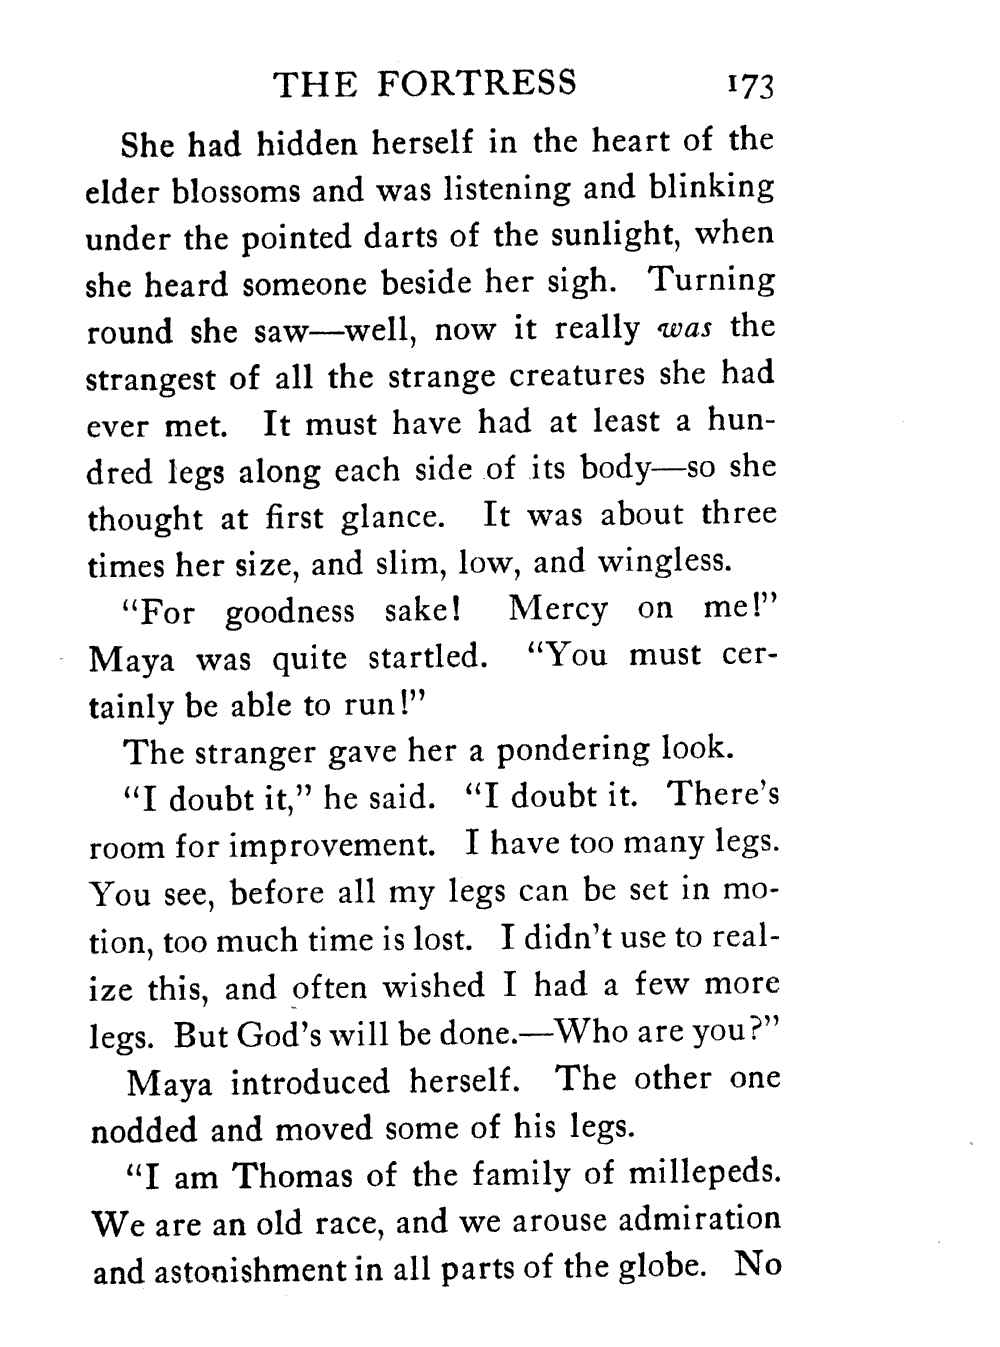 THE FORTRESS 173
She had hidden herself in the heart of the
elder blossoms and was listening and blinking
under the pointed darts of the sunlight, when
she heard someone beside her sigh. Turning
round she saw—well, now it really was the
strangest of all the strange creatures she had
ever met. It must have had at least a hun-
dred legs along each side of its body—so she
thought at first glance. It was about three
times her size, and slim, low, and wingless.
“For goodness sake! Mercy on me!”
Maya was quite startled. “You must cer-
tainly be able to run!”
The stranger gave her a pondering look.
“I doubt it,” he said. “I doubt it. There’s
room for improvement. I have too many legs.
You see, before all my legs can be set in mo-
tion, too much time is lost. I didn’t use to real-
ize this, and often wished I had a few more
legs. But God’s will be done.—Who are you?”
Maya introduced herself. The other one
nodded and moved some of his legs.
“I am Thomas of the family of millepeds.
We are an old race, and we arouse admiration
and astonishment in all parts of the globe. No